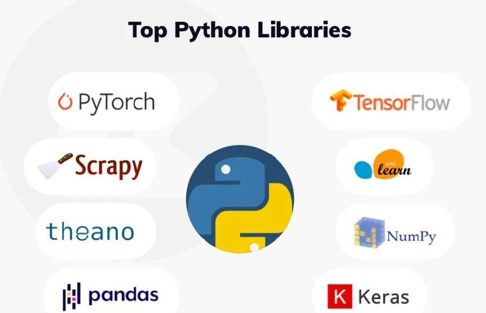 Top Python Libraries
PyTorch
TensorFlow
Scrapy
learn
theano
NumPy
pandas
Keras